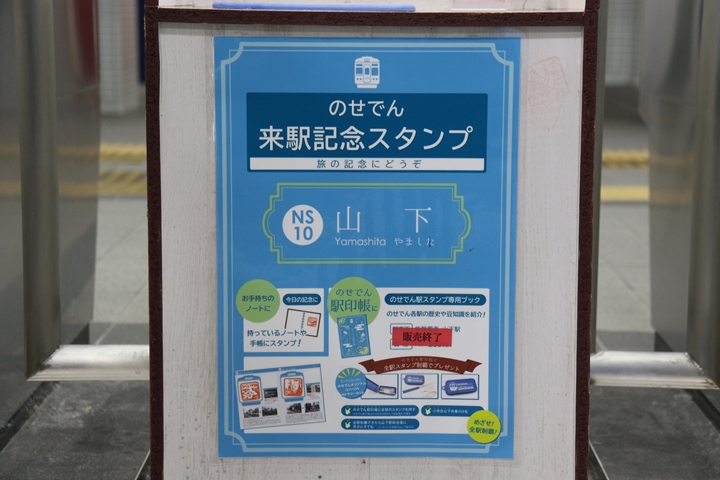 のせでん
来駅記念スタンプ
旅の記念にどうぞ
NS
10
山下
Yamashita やました
お手持ちの
ノートに
今日の記念に
持っているノートや
手帳にスタンプ!
のせでん
駅印帳に
のせでん駅スタンプ専用ブック
のせでん各駅の歴史や豆知識を紹介!
販売終了
全駅スタンプ制覇でプレゼント
めざせ!
全駅制覇!